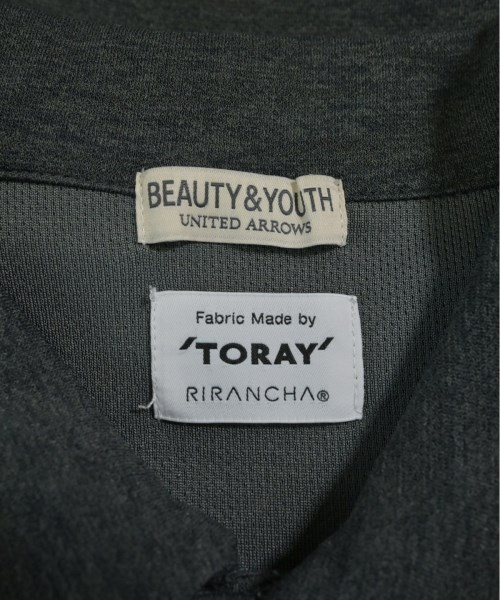 BEAUTY&YOUTH
UNITED ARROWS
Fabric Made by
'TORAY'
RIRANCHA®